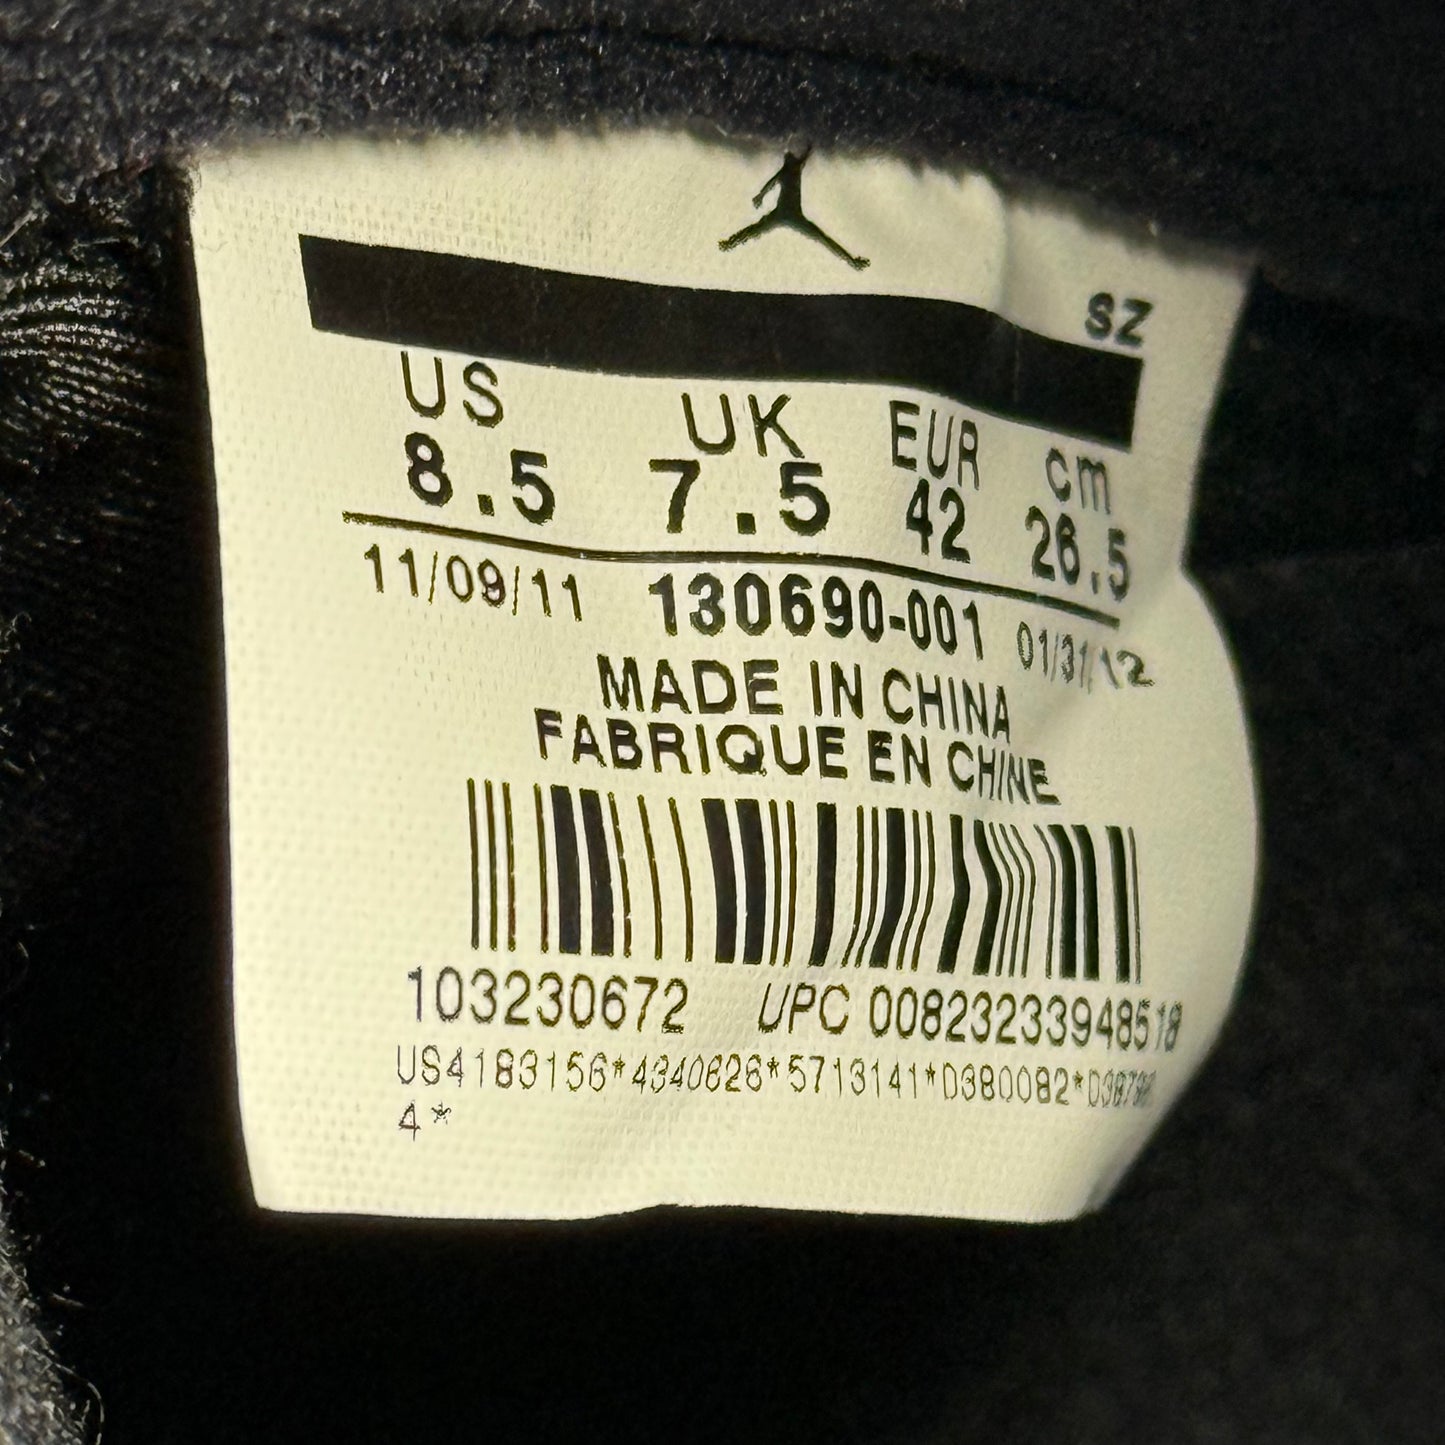 SZ
US UK EUR cm
8.5 7.5 42 26.5
11/09/11 130690-001 01/31/12
MADE IN CHINA
FABRIQUE EN CHINE
103230672 UPC 00823233948518
US4183156*4340626*5713141*D380082*
4*